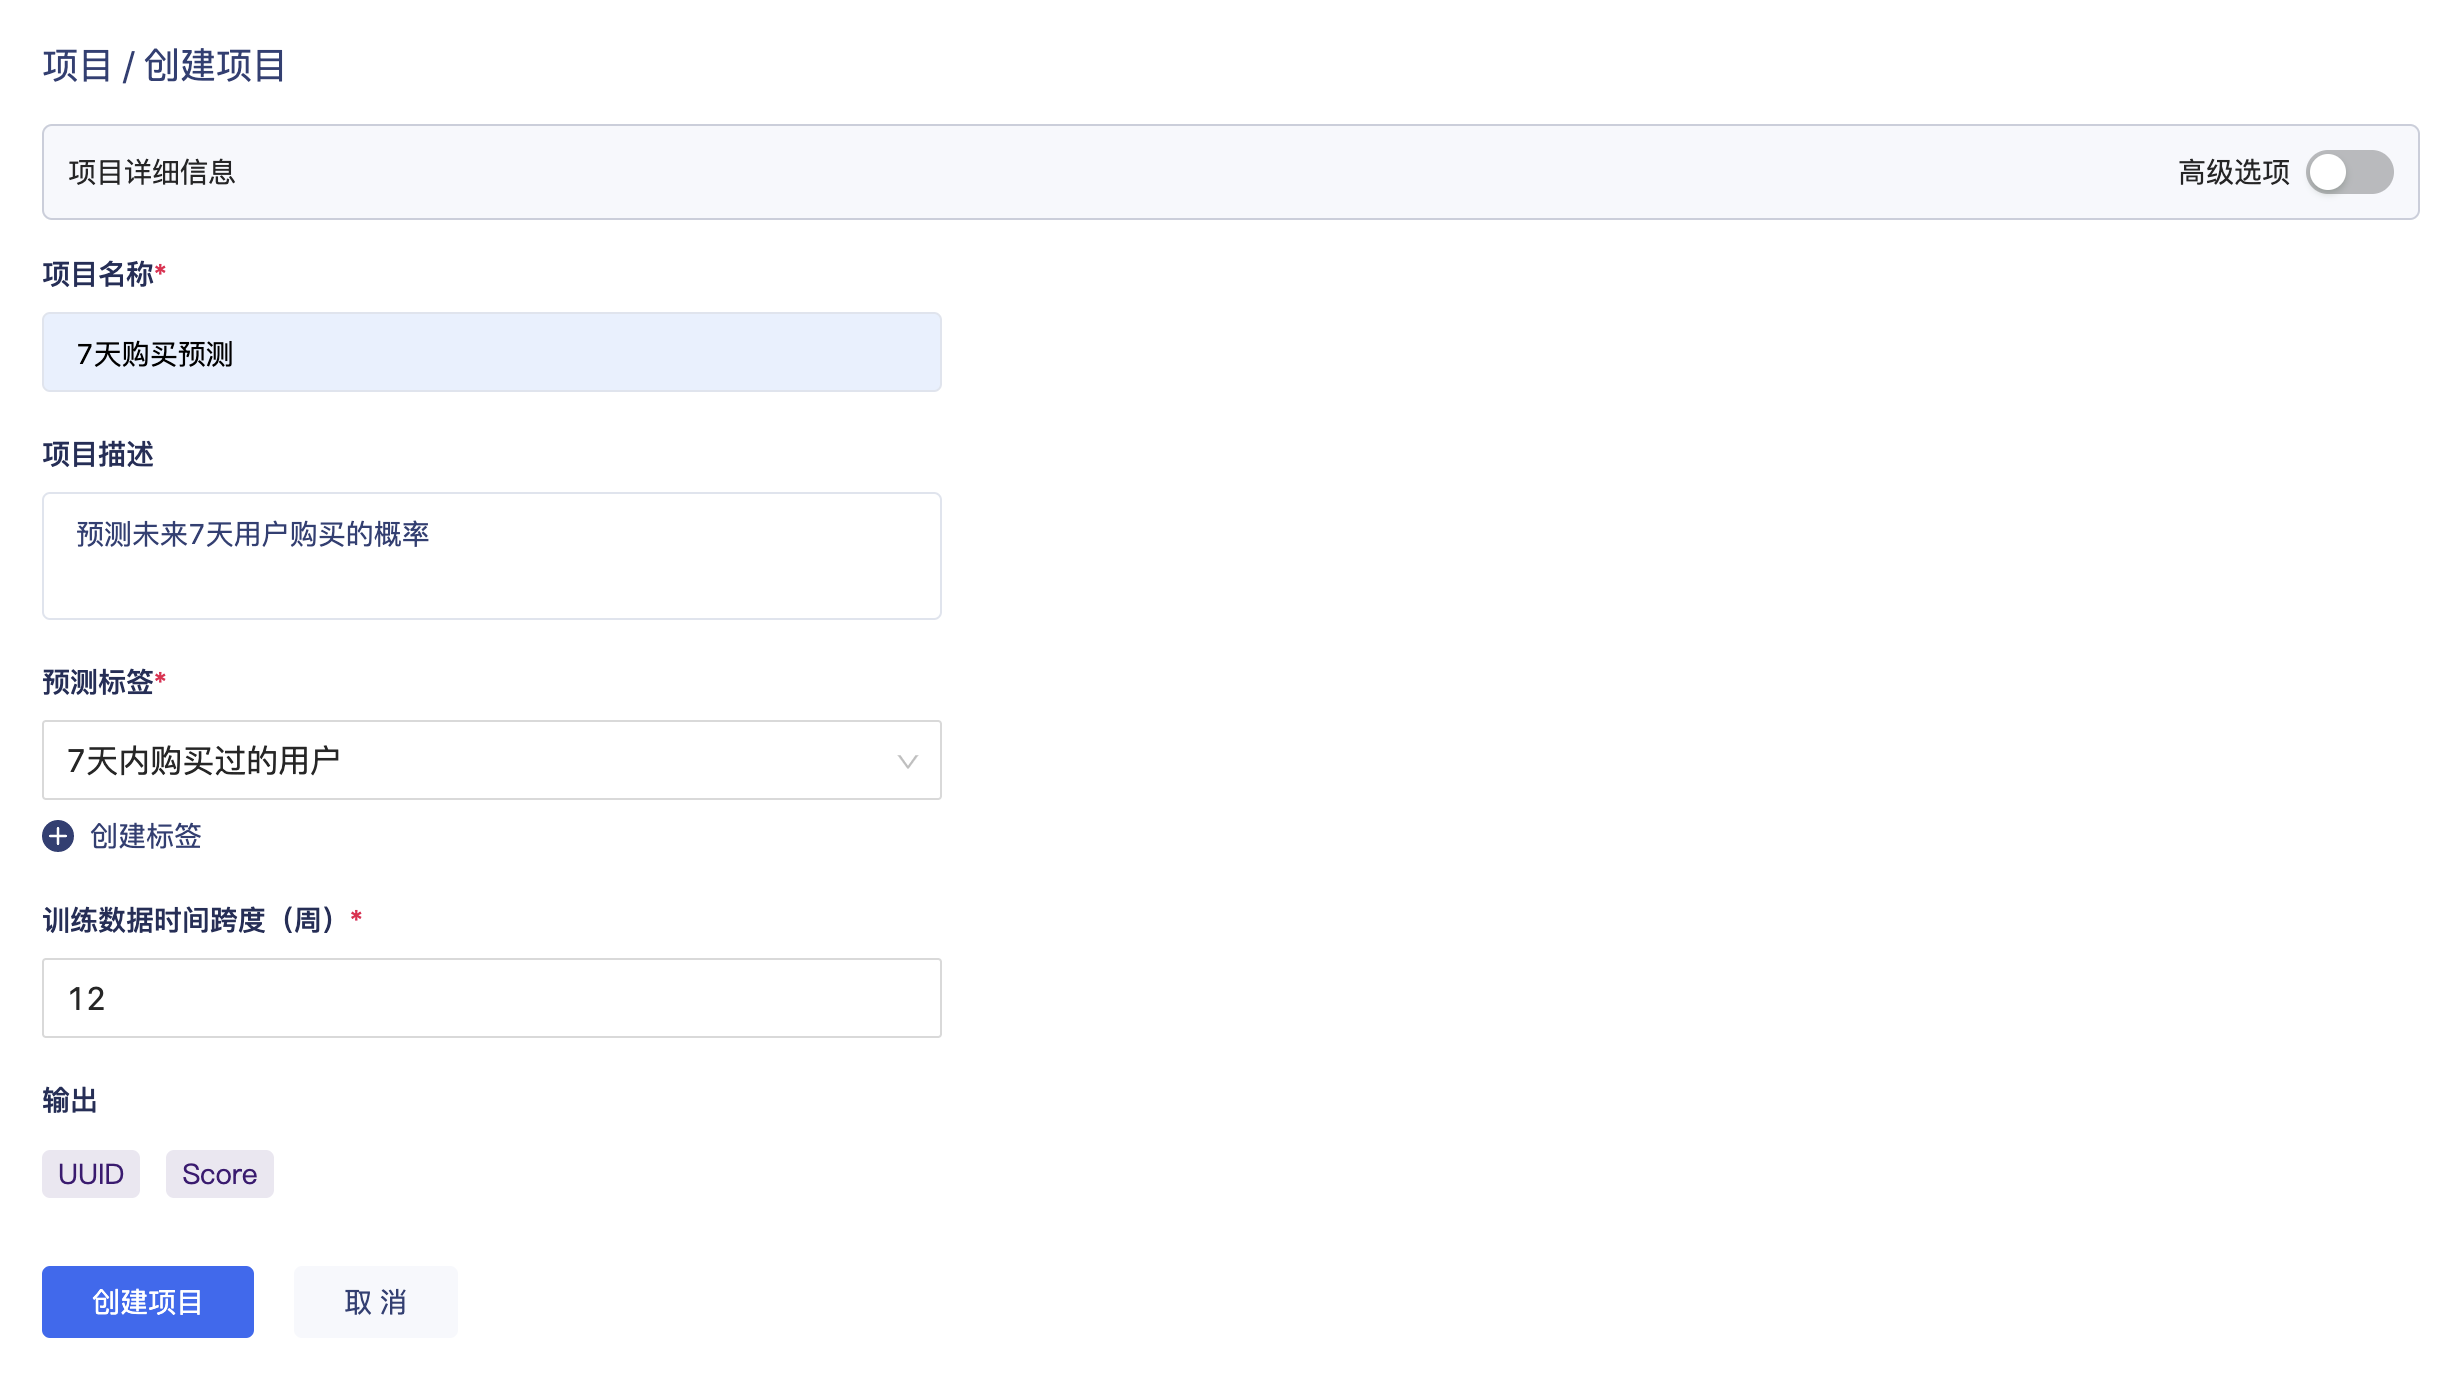 项目 / 创建项目
项目详细信息 高级选项
项目名称*
7天购买预测
项目描述
预测未来7天用户购买的概率
预测标签*
7天内购买过的用户
创建标签
训练数据时间跨度（周）*
12
输出
UUID Score
创建项目 取 消